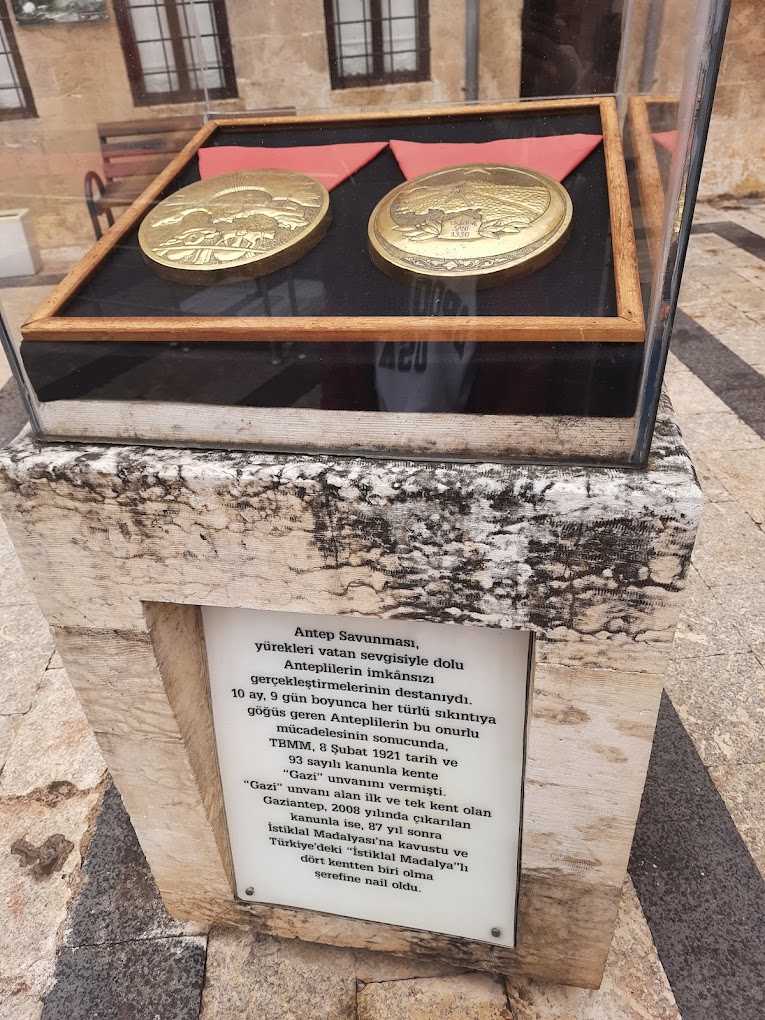 Antep Savunması,
yürekleri vatan sevgisiyle dolu
Anteplilerin imkânsızı
gerçekleştirmelerinin destanıydı.
10 ay, 9 gün boyunca her türlü sıkıntıya
göğüs geren Anteplilerin bu onurlu
mücadelesinin sonucunda,
TBMM, 8 Şubat 1921 tarih ve
93 sayılı kanunla kente
“Gazi” unvanını vermişti.
“Gazi” unvanı alan ilk ve tek kent olan
Gaziantep, 2008 yılında çıkarılan
kanunla ise, 87 yıl sonra
İstiklal Madalyası’na kavuştu ve
Türkiye’deki “İstiklal Madalya”lı
dört kentten biri olma
şerefine nail oldu.